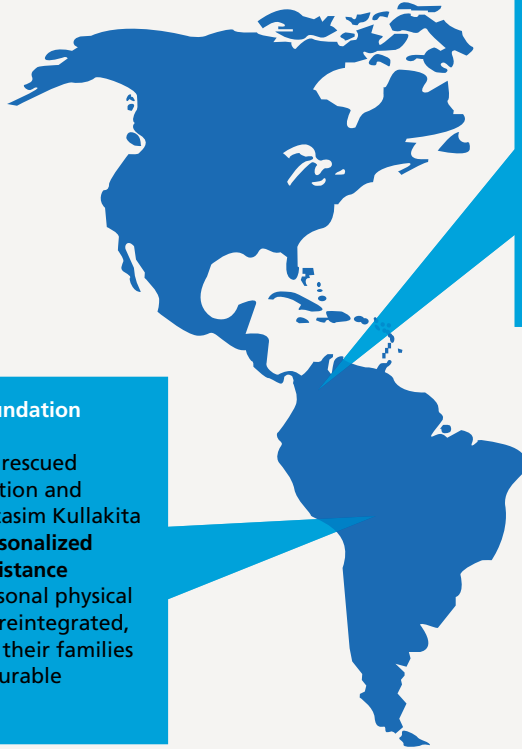 undation
rescued
tion and
asim Kullakita
sonalized
istance
sonal physical
reintegrated,
their families
urable